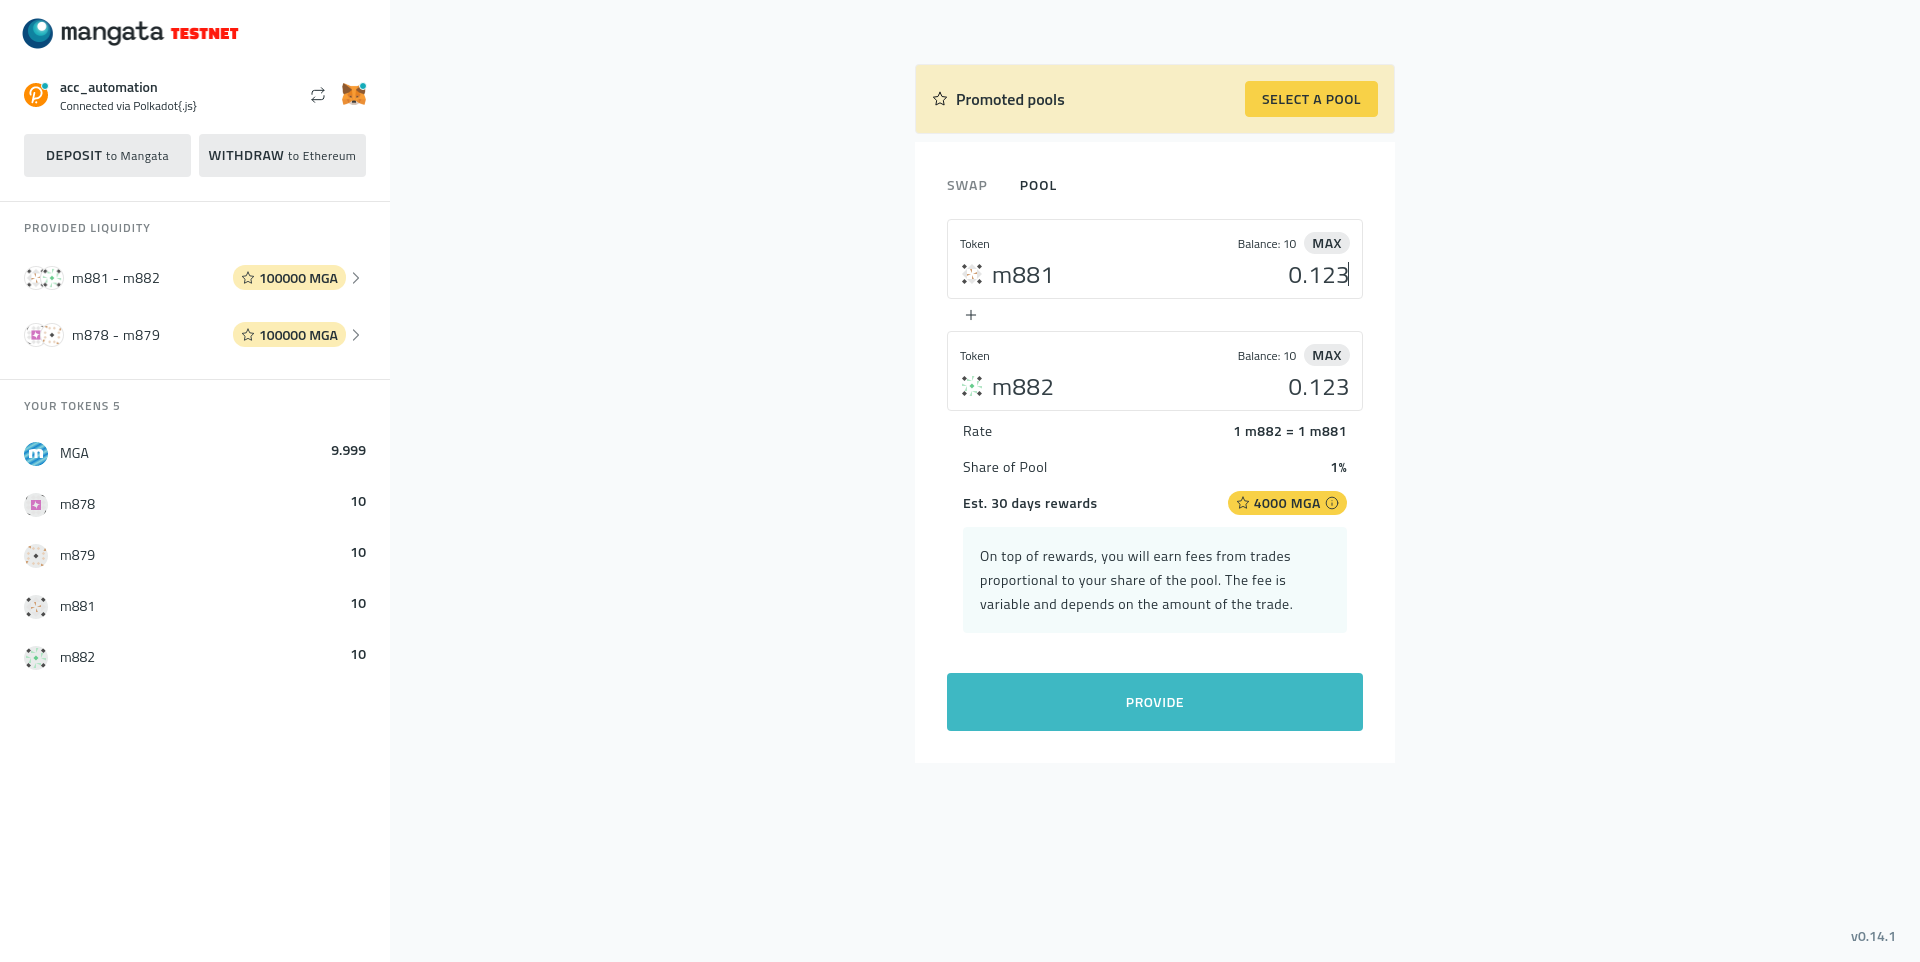 mangata TESTNET
acc_automation
Connected via Polkadot{.js}
DEPOSIT to Mangata
WITHDRAW to Ethereum
PROVIDED LIQUIDITY
m881 - m882
100000 MGA
m878 - m879
100000 MGA
YOUR TOKENS 5
MGA
9.999
m878
10
m879
10
m881
10
m882
10
Promoted pools
SELECT A POOL
SWAP
POOL
Token
Balance: 10
MAX
m881
0.123
Token
Balance: 10
MAX
m882
0.123
Rate
1 m882 = 1 m881
Share of Pool
1%
Est. 30 days rewards
4000 MGA
On top of rewards, you will earn fees from trades
proportional to your share of the pool. The fee is
variable and depends on the amount of the trade.
PROVIDE
v0.14.1